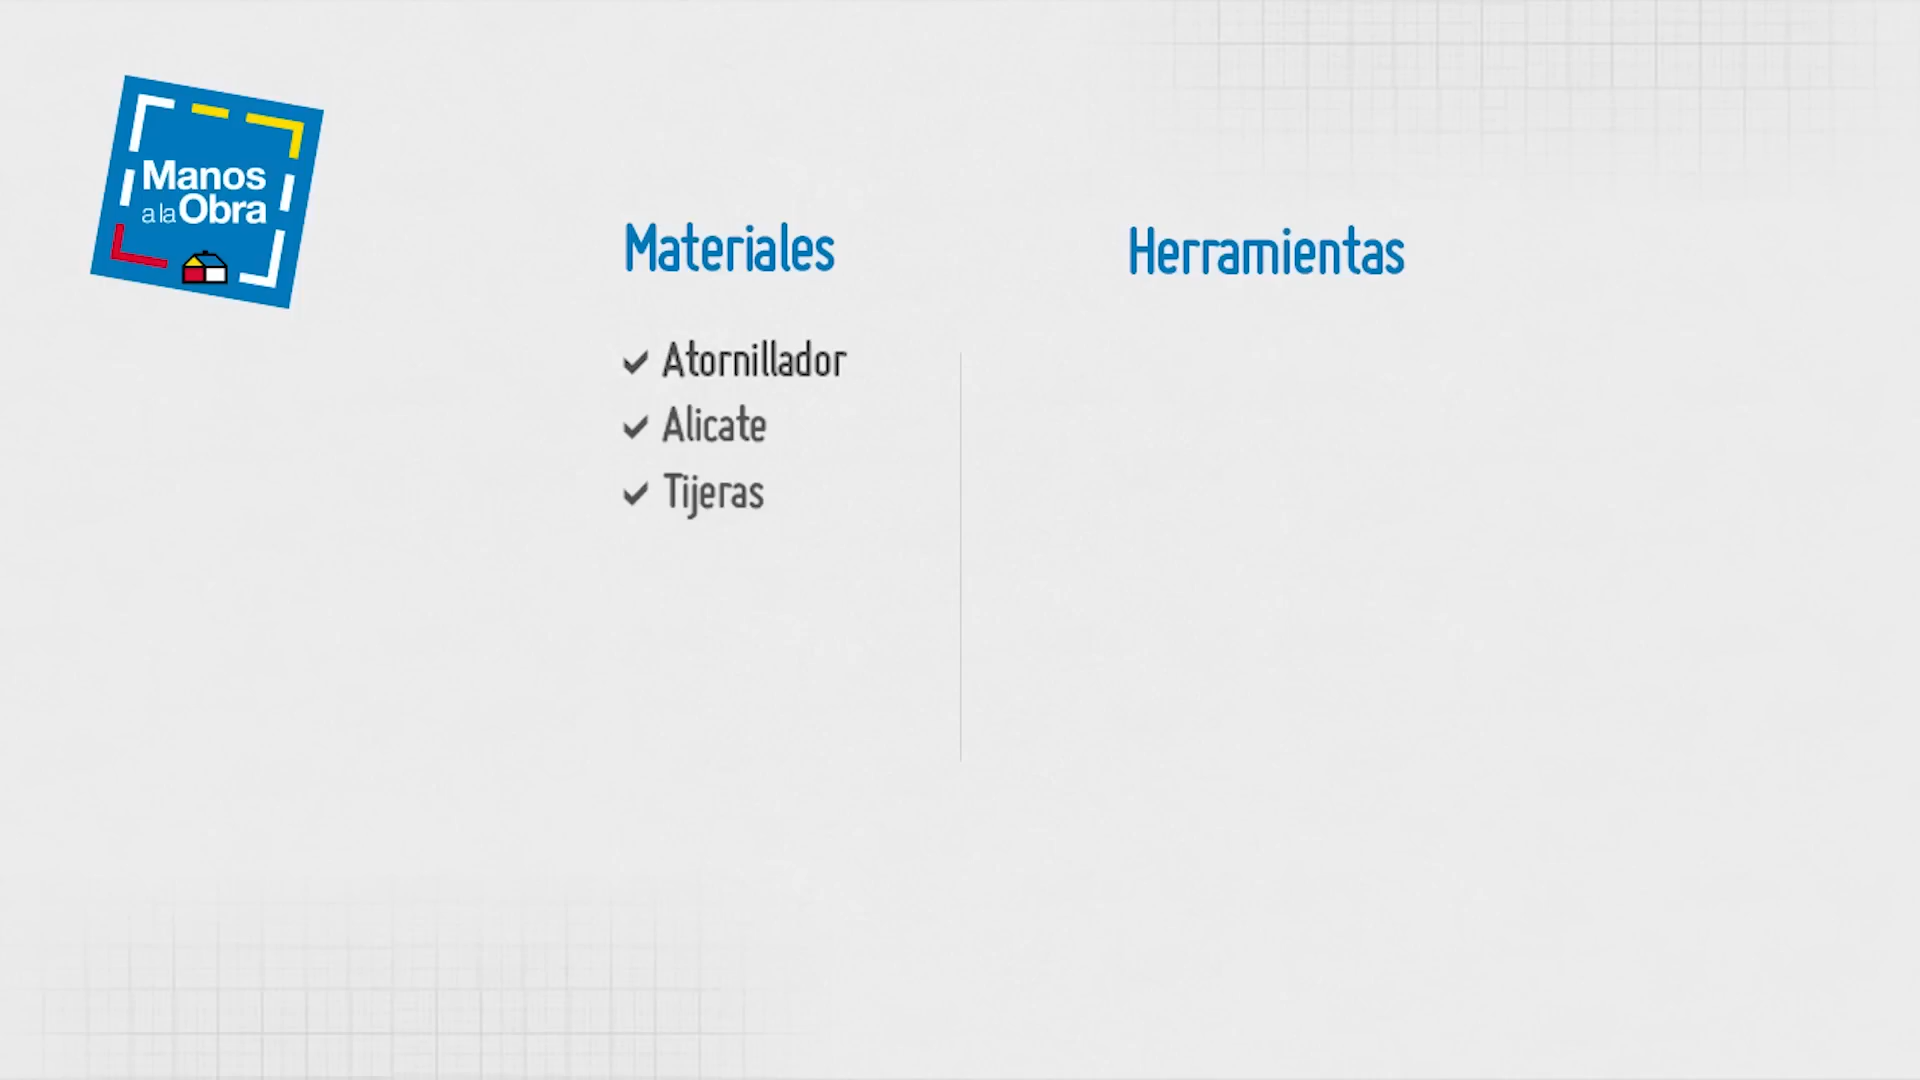 Manos
a la Obra
Materiales
Herramientas
Atornillador
Alicate
Tijeras